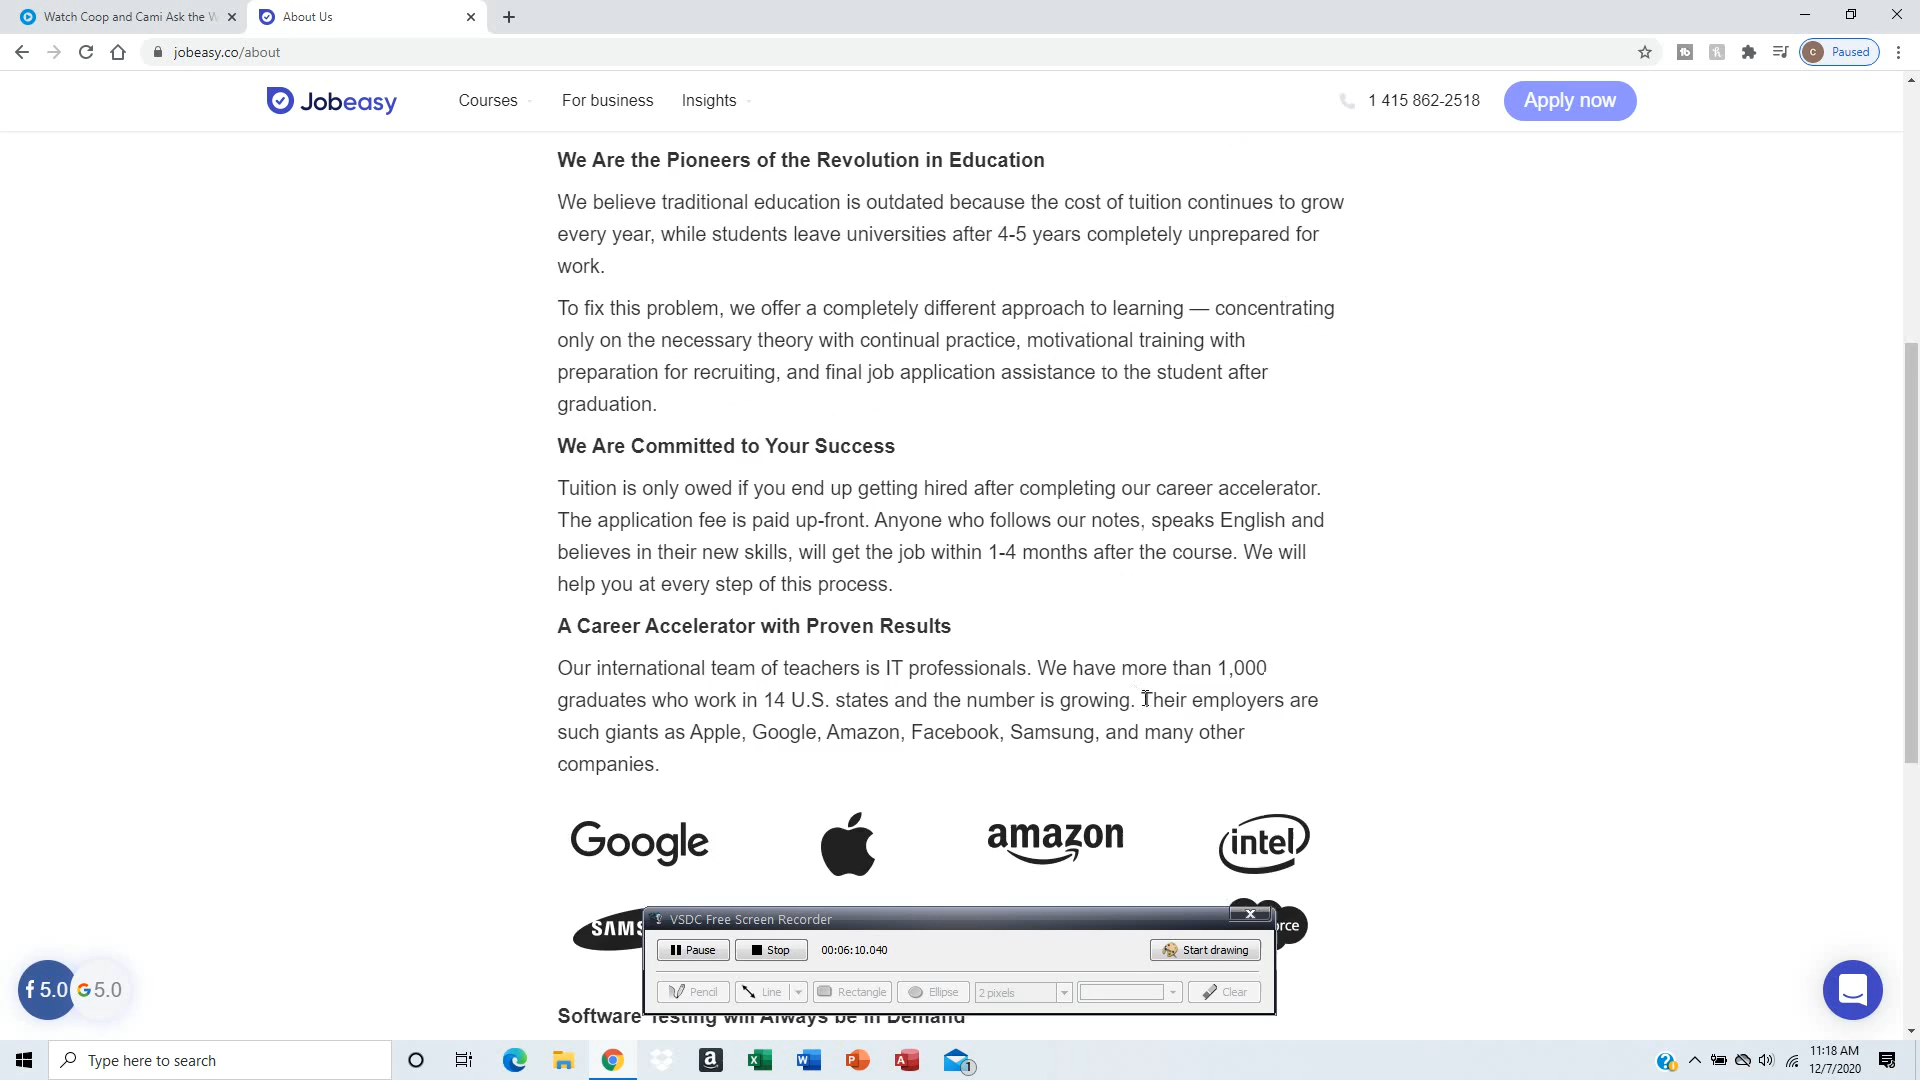 Watch Coop and Cami Ask the W
About Us
jobeasy.co/about
Paused
Jobeasy
Courses
For business
Insights
1 415 862-2518
Apply now
We Are the Pioneers of the Revolution in Education
We believe traditional education is outdated because the cost of tuition continues to grow
every year, while students leave universities after 4-5 years completely unprepared for
work.
To fix this problem, we offer a completely different approach to learning — concentrating
only on the necessary theory with continual practice, motivational training with
preparation for recruiting, and final job application assistance to the student after
graduation.
We Are Committed to Your Success
Tuition is only owed if you end up getting hired after completing our career accelerator.
The application fee is paid up-front. Anyone who follows our notes, speaks English and
believes in their new skills, will get the job within 1-4 months after the course. We will
help you at every step of this process.
A Career Accelerator with Proven Results
Our international team of teachers is IT professionals. We have more than 1,000
graduates who work in 14 U.S. states and the number is growing. Their employers are
such giants as Apple, Google, Amazon, Facebook, Samsung, and many other
companies.
Google
amazon
intel
SAMS
rce
VSDC Free Screen Recorder
Pause
Stop
00:06:10.040
Start drawing
Pencil
Line
Rectangle
Ellipse
2 pixels
Clear
5.0
G 5.0
Software Testing will Always be in Demand
Type here to search
11:18 AM
12/7/2020